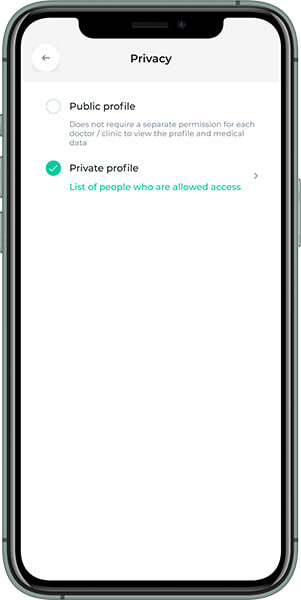 Privacy
Public profile
Does not require a separate permission for each
doctor / clinic to view the profile and medical
data
Private profile
List of people who are allowed access